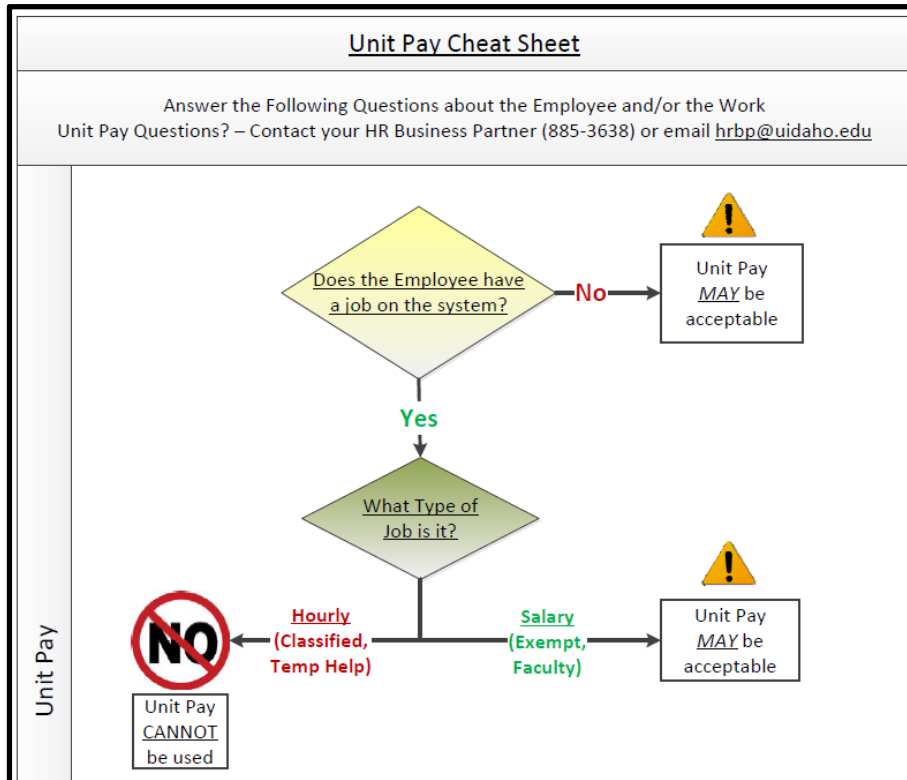 Unit Pay Cheat Sheet
Answer the Following Questions about the Employee and/or the Work
Unit Pay Questions? – Contact your HR Business Partner (885-3638) or email hrbp@uidaho.edu
Does the Employee have
a job on the system?
No
Unit Pay
MAY be
acceptable
Yes
What Type of
Job is it?
NO
Hourly
(Classified,
Temp Help)
Salary
(Exempt,
Faculty)
Unit Pay
MAY be
acceptable
Unit Pay
CANNOT
be used
Unit Pay